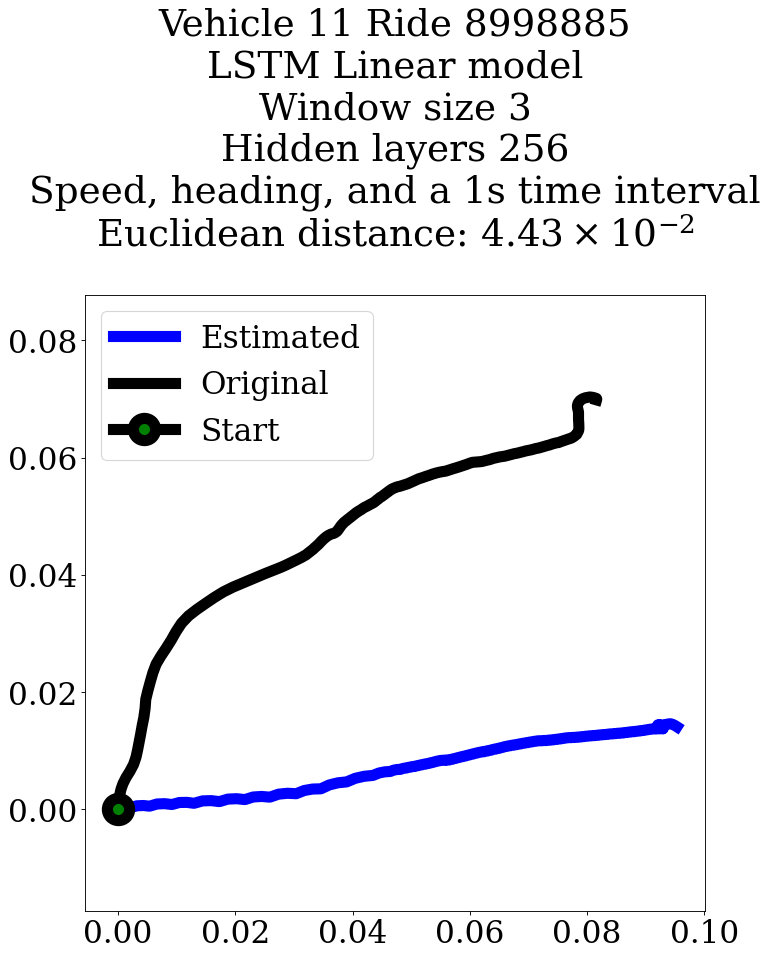 Vehicle 11 Ride 8998885
LSTM Linear model
Window size 3
Hidden layers 256
Speed, heading, and a 1s time interval
Euclidean distance: 4.43 × 10⁻²
Estimated
Original
Start
0.08
0.06
0.04
0.02
0.00
0.00 0.02 0.04 0.06 0.08 0.10